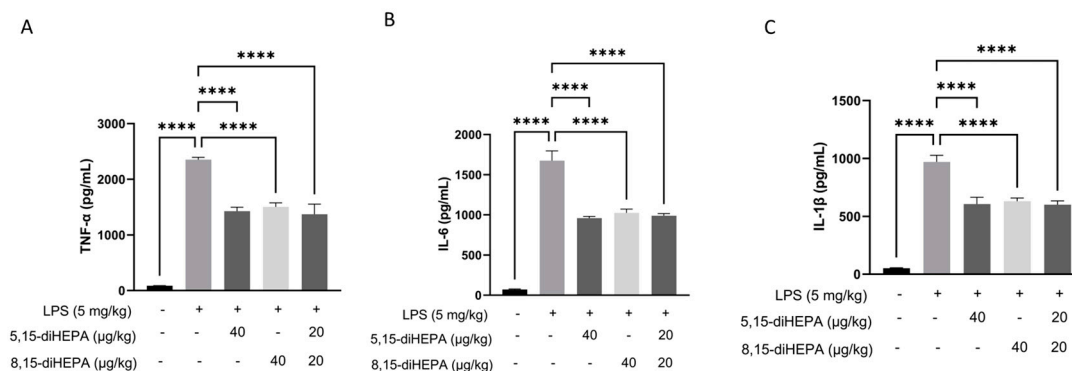 A
****
****
**** ****
3000
2000
1000
0
TNF-α (pg/mL)
LPS (5 mg/kg) - + + + +
5,15-diHEPA (μg/kg) - - 40 - 20
8,15-diHEPA (μg/kg) - - - 40 20
B
****
****
**** ****
2000
1500
1000
500
0
IL-6 (pg/mL)
LPS (5 mg/kg) - + + + +
5,15-diHEPA (μg/kg) - - 40 - 20
8,15-diHEPA (μg/kg) - - - 40 20
C
****
****
**** ****
1500
1000
500
0
IL-1β (pg/mL)
LPS (5 mg/kg) - + + + +
5,15-diHEPA (μg/kg) - - 40 - 20
8,15-diHEPA (μg/kg) - - - 40 20